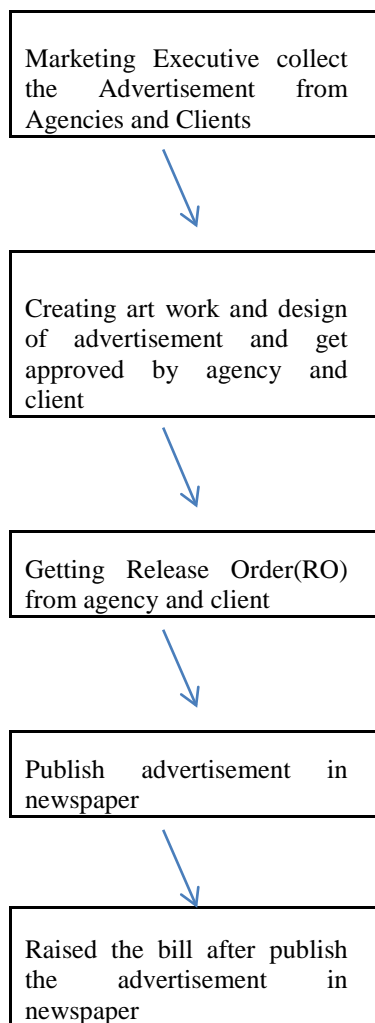 Marketing Executive collect
the Advertisement from
Agencies and Clients
Creating art work and design
of advertisement and get
approved by agency and
client
Getting Release Order(RO)
from agency and client
Publish advertisement in
newspaper
Raised the bill after publish
the advertisement in
newspaper